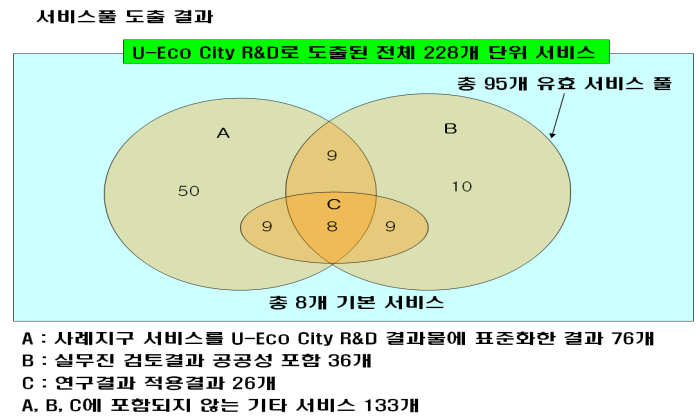 서비스풀 도출 결과
U-Eco City R&D로 도출된 전체 228개 단위 서비스
총 95개 유효 서비스 풀
A
B
9
50
10
C
9
8
9
총 8개 기본 서비스
A : 사례지구 서비스를 U-Eco City R&D 결과물에 표준화한 결과 76개
B : 실무진 검토결과 공공성 포함 36개
C : 연구결과 적용결과 26개
A, B, C에 포함되지 않는 기타 서비스 133개